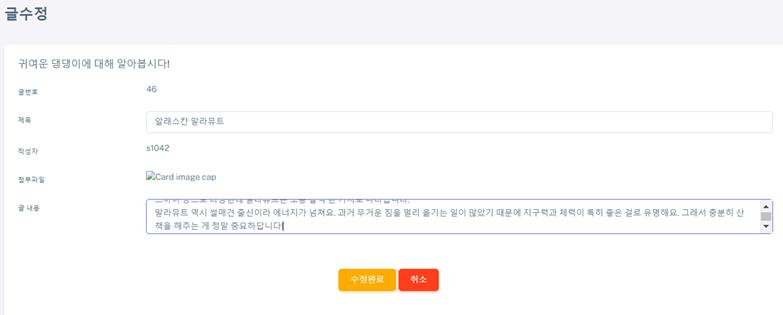 글수정
귀여운 댕댕이에 대해 알아봅시다!
글번호
46
제목
알래스칸 말라뮤트
작성자
s1042
첨부파일
Card image cap
글 내용
말라뮤트 역시 썰매견 출신이라 에너지가 넘쳐요. 과거 무거운 짐을 멀리 옮기는 일이 많았기 때문에 지구력과 체력이 특히 좋은 걸로 유명해요. 그래서 충분히 산
책을 해주는 게 정말 중요하답니다!
수정완료
취소